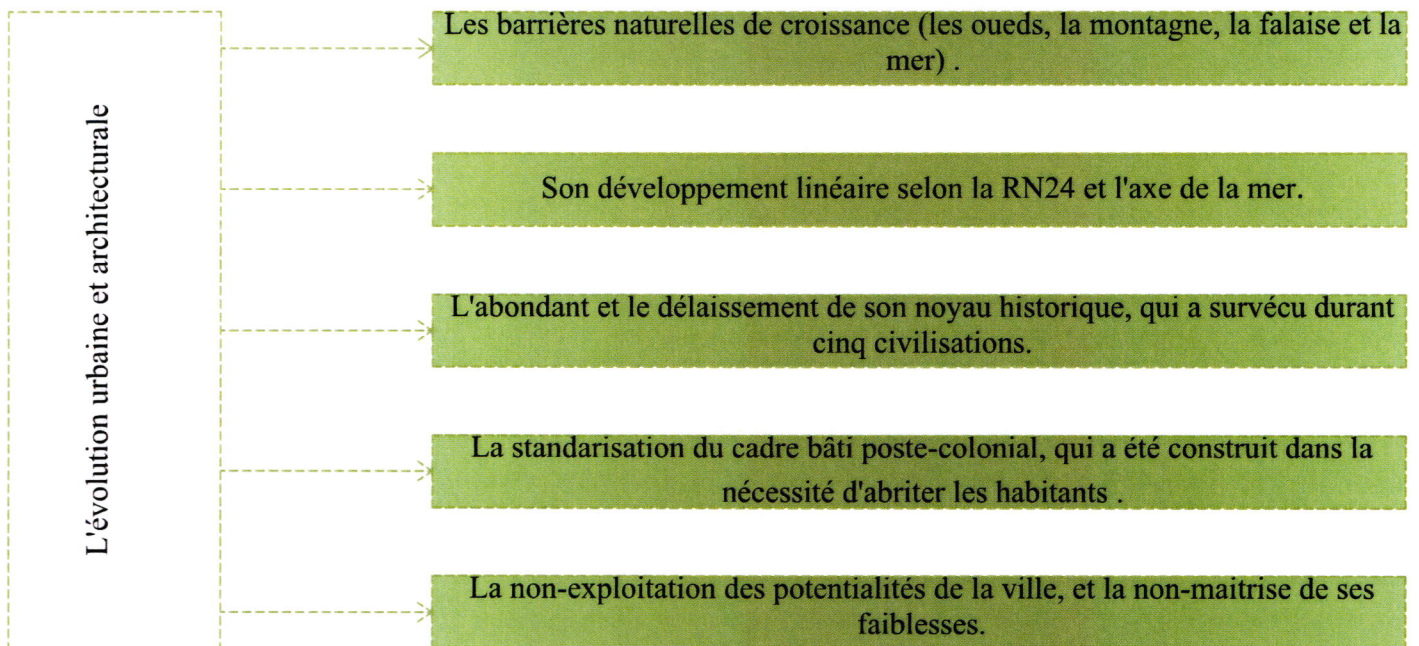 L'évolution urbaine et architecturale
Les barrières naturelles de croissance (les oueds, la montagne, la falaise et la
mer) .
Son développement linéaire selon la RN24 et l'axe de la mer.
L'abondant et le délaissement de son noyau historique, qui a survécu durant
cinq civilisations.
La standarisation du cadre bâti poste-colonial, qui a été construit dans la
nécessité d'abriter les habitants .
La non-exploitation des potentialités de la ville, et la non-maitrise de ses
faiblesses.